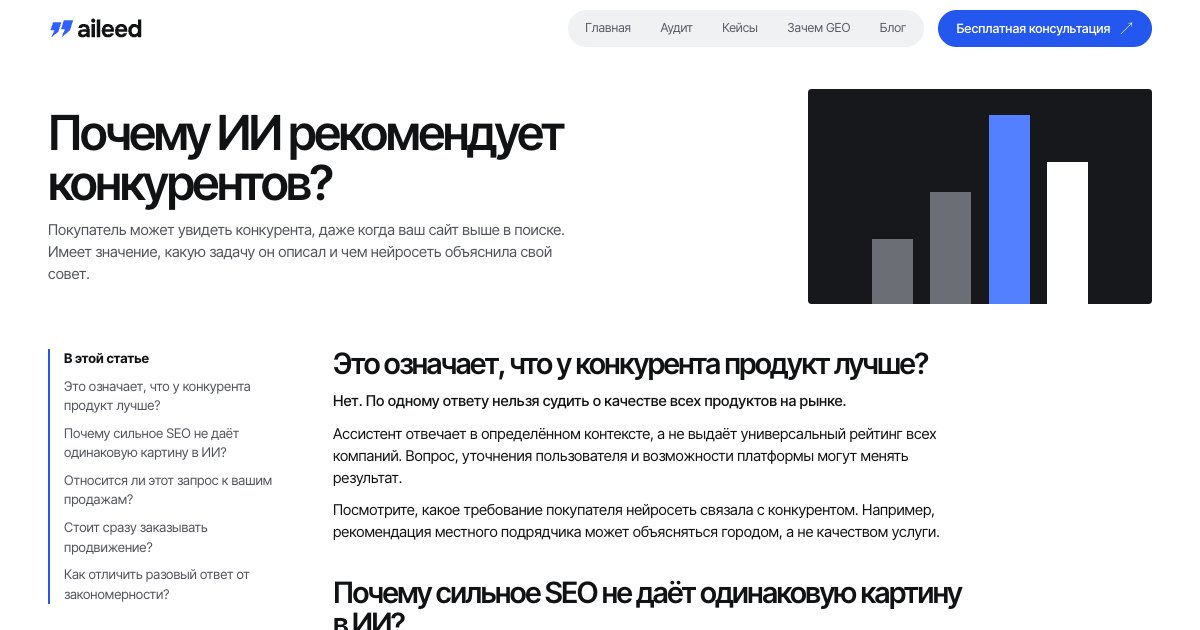 aileed
Главная Аудит Кейсы Зачем GEO Блог
Бесплатная консультация
Почему ИИ рекомендует
конкурентов?
Покупатель может увидеть конкурента, даже когда ваш сайт выше в поиске.
Имеет значение, какую задачу он описал и чем нейросеть объяснила свой
совет.
В этой статье
Это означает, что у конкурента
продукт лучше?
Почему сильное SEO не даёт
одинаковую картину в ИИ?
Относится ли этот запрос к вашим
продажам?
Стоит сразу заказывать
продвижение?
Как отличить разовый ответ от
закономерности?
Это означает, что у конкурента продукт лучше?
Нет. По одному ответу нельзя судить о качестве всех продуктов на рынке.
Ассистент отвечает в определённом контексте, а не выдаёт универсальный рейтинг всех
компаний. Вопрос, уточнения пользователя и возможности платформы могут менять
результат.
Посмотрите, какое требование покупателя нейросеть связала с конкурентом. Например,
рекомендация местного подрядчика может объясняться городом, а не качеством услуги.
Почему сильное SEO не даёт одинаковую картину
в ИИ?